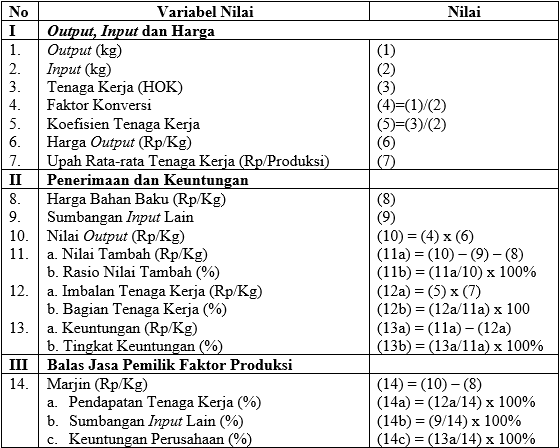 No Variabel Nilai Nilai
I Output, Input dan Harga
1. Output (kg) (1)
2. Input (kg) (2)
3. Tenaga Kerja (HOK) (3)
4. Faktor Konversi (4)=(1)/(2)
5. Koefisien Tenaga Kerja (5)=(3)/(2)
6. Harga Output (Rp/Kg) (6)
7. Upah Rata-rata Tenaga Kerja (Rp/Produksi) (7)
II Penerimaan dan Keuntungan
8. Harga Bahan Baku (Rp/Kg) (8)
9. Sumbangan Input Lain (9)
10. Nilai Output (Rp/Kg) (10) = (4) x (6)
11. a. Nilai Tambah (Rp/Kg) (11a) = (10) – (9) – (8)
b. Rasio Nilai Tambah (%) (11b) = (11a/10) x 100%
12. a. Imbalan Tenaga Kerja (Rp/Kg) (12a) = (5) x (7)
b. Bagian Tenaga Kerja (%) (12b) = (12a/11a) x 100
13. a. Keuntungan (Rp/Kg) (13a) = (11a) – (12a)
b. Tingkat Keuntungan (%) (13b) = (13a/11a) x 100%
III Balas Jasa Pemilik Faktor Produksi
14. Marjin (Rp/Kg) (14) = (10) – (8)
a. Pendapatan Tenaga Kerja (%) (14a) = (12a/14) x 100%
b. Sumbangan Input Lain (%) (14b) = (9/14) x 100%
c. Keuntungan Perusahaan (%) (14c) = (13a/14) x 100%